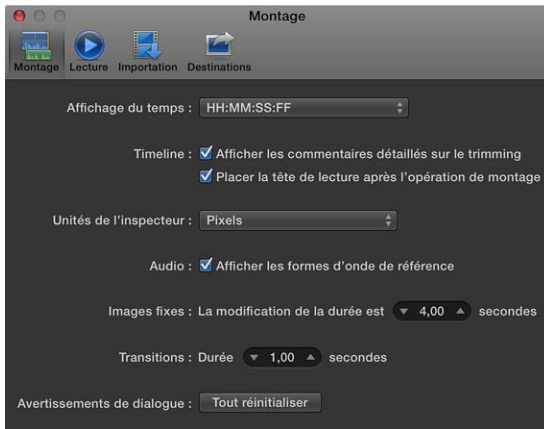 Montage
Montage Lecture Importation Destinations
Affichage du temps : HH:MM:SS:FF
Timeline : Afficher les commentaires détaillés sur le trimming
Placer la tête de lecture après l'opération de montage
Unités de l'inspecteur : Pixels
Audio : Afficher les formes d'onde de référence
Images fixes : La modification de la durée est 4,00 secondes
Transitions : Durée 1,00 secondes
Avertissements de dialogue : Tout réinitialiser